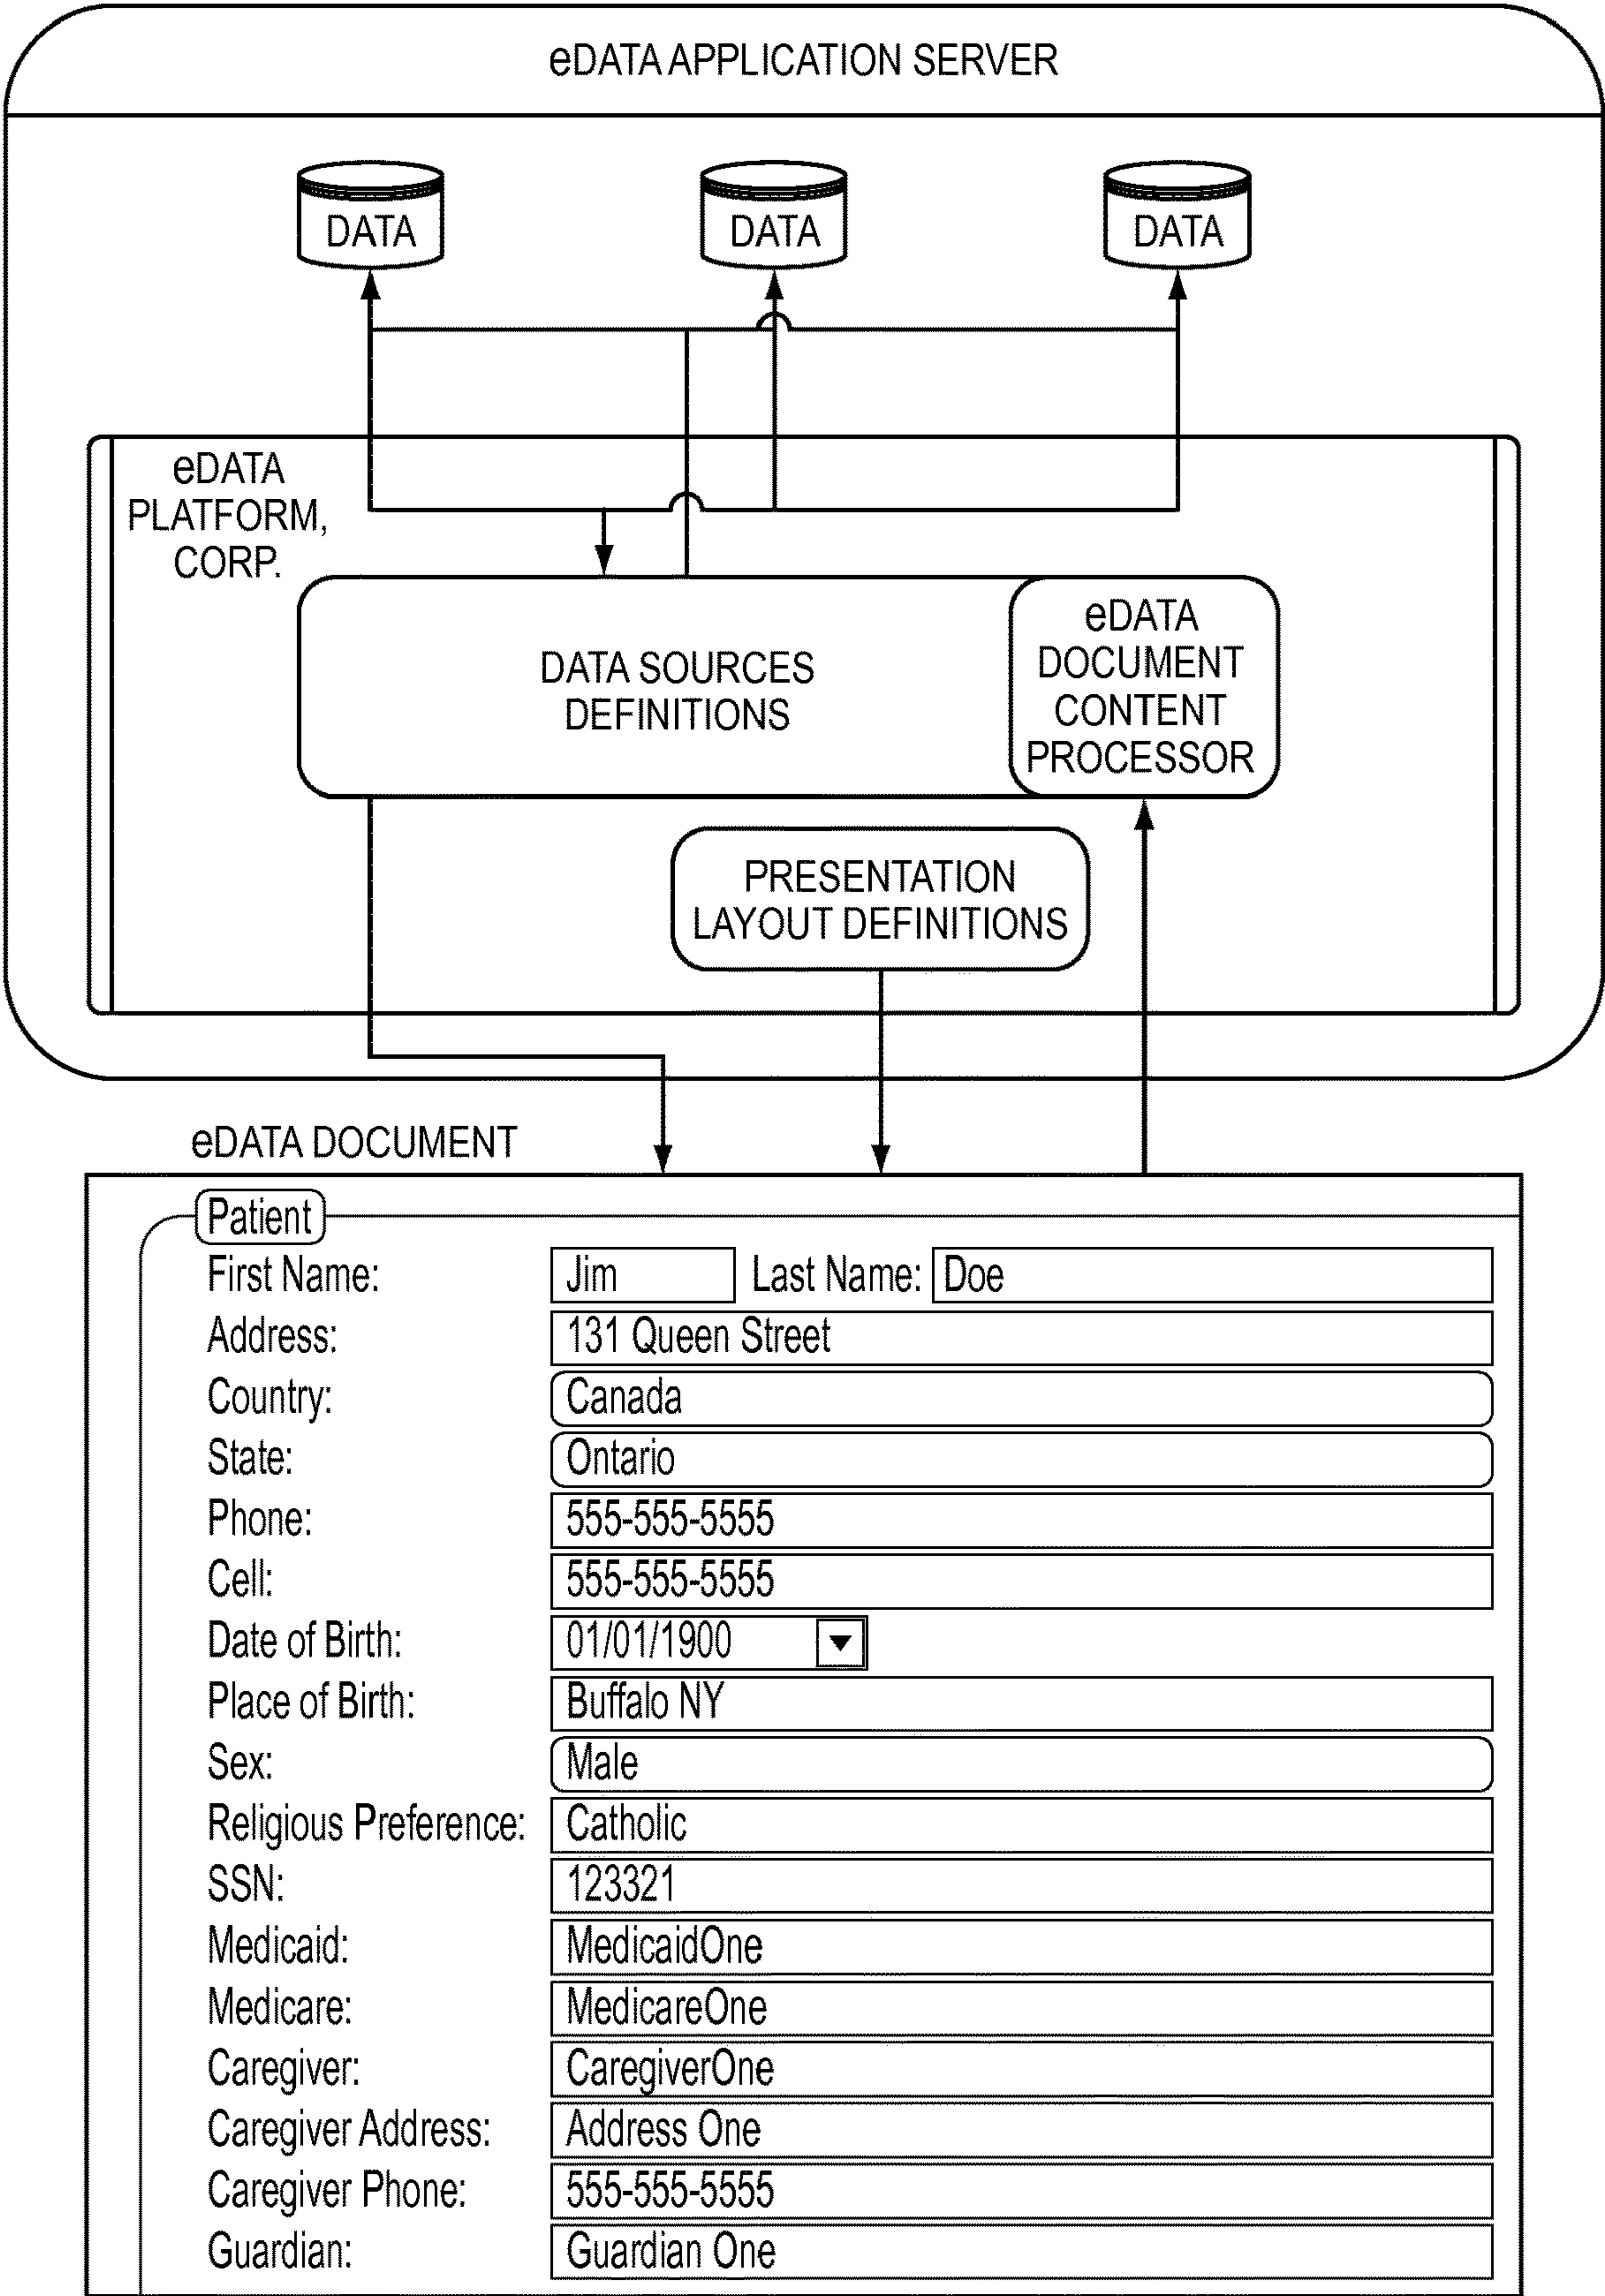 eDATA APPLICATION SERVER
DATA
DATA
DATA
eDATA
PLATFORM,
CORP.
DATA SOURCES
DEFINITIONS
eDATA
DOCUMENT
CONTENT
PROCESSOR
PRESENTATION
LAYOUT DEFINITIONS
eDATA DOCUMENT
Patient
First Name: Jim Last Name: Doe
Address: 131 Queen Street
Country: Canada
State: Ontario
Phone: 555-555-5555
Cell: 555-555-5555
Date of Birth: 01/01/1900
Place of Birth: Buffalo NY
Sex: Male
Religious Preference: Catholic
SSN: 123321
Medicaid: MedicaidOne
Medicare: MedicareOne
Caregiver: CaregiverOne
Caregiver Address: Address One
Caregiver Phone: 555-555-5555
Guardian: Guardian One